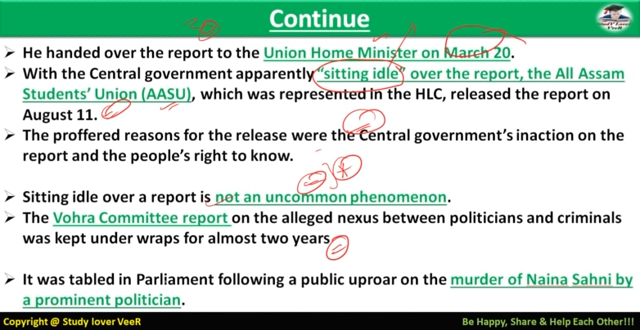 Continue
➢ He handed over the report to the Union Home Minister on March 20.
➢ With the Central government apparently “sitting idle” over the report, the All Assam
Students’ Union (AASU), which was represented in the HLC, released the report on
August 11.
➢ The proffered reasons for the release were the Central government’s inaction on the
report and the people’s right to know.
➢ Sitting idle over a report is not an uncommon phenomenon.
➢ The Vohra Committee report on the alleged nexus between politicians and criminals
was kept under wraps for almost two years
➢ It was tabled in Parliament following a public uproar on the murder of Naina Sahni by
a prominent politician.
Copyright @ Study lover VeeR
Be Happy, Share & Help Each Other!!!